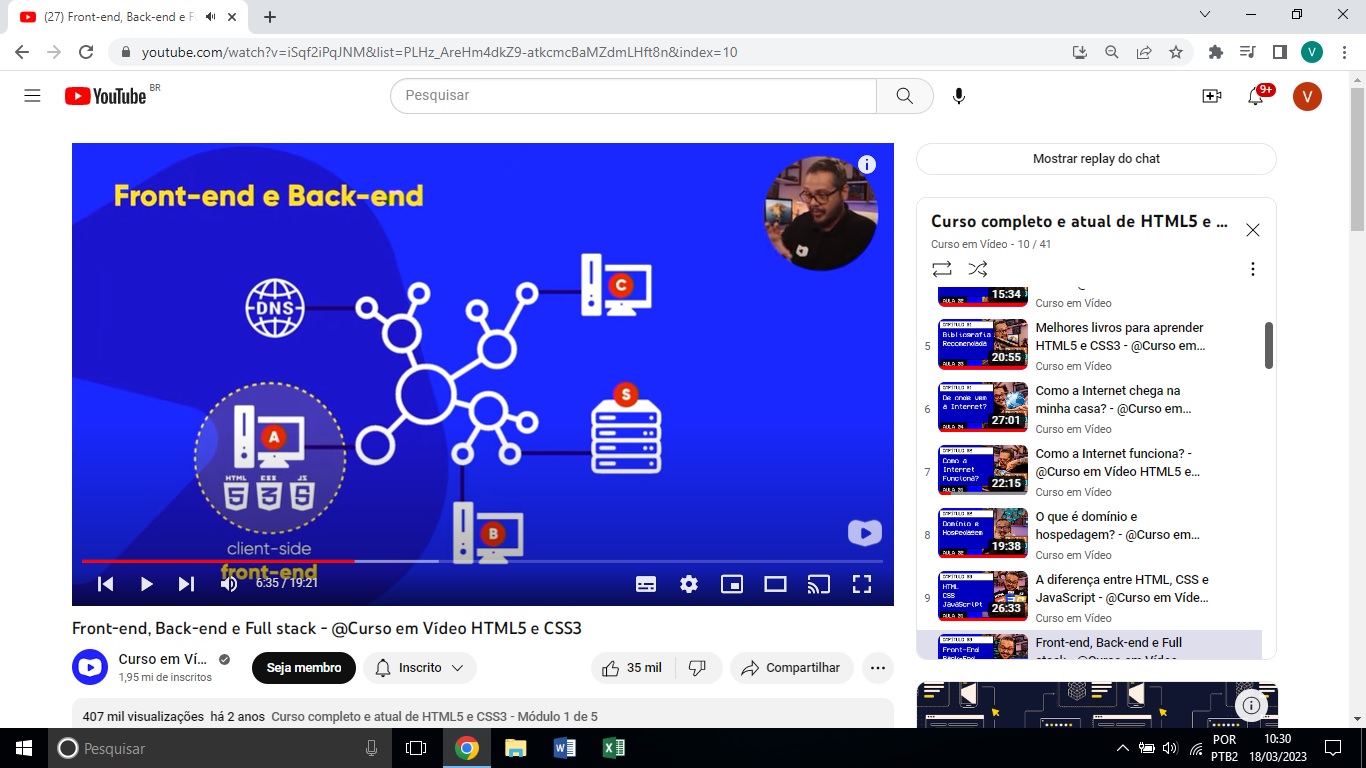 (27) Front-end, Back-end e F
youtube.com/watch?v=iSqf2iPqJNM&list=PLHz_AreHm4dkZ9-atkcmcBaMZdmLHft8n&index=10
V
YouTube BR
Pesquisar
9+
V
Front-end e Back-end
DNS
A
HTML CSS JS
5 3
client-side
front-end
C
S
B
6:35 / 19:21
Front-end, Back-end e Full stack - @Curso em Vídeo HTML5 e CSS3
Curso em Ví...
1,95 mi de inscritos
Seja membro
Inscrito
35 mil
Compartilhar
407 mil visualizações há 2 anos Curso completo e atual de HTML5 e CSS3 - Módulo 1 de 5
Mostrar replay do chat
Curso completo e atual de HTML5 e ...
Curso em Vídeo - 10 / 41
15:34
Curso em Vídeo
5
CAPÍTULO 01
Bibliografia
Recomendada
20:55
Melhores livros para aprender
HTML5 e CSS3 - @Curso em...
Curso em Vídeo
6
De onde vem
a Internet?
27:01
Como a Internet chega na
minha casa? - @Curso em...
Curso em Vídeo
7
Como a
Internet
Funciona?
22:15
Como a Internet funciona? -
@Curso em Vídeo HTML5 e...
Curso em Vídeo
8
Domínio e
Hospedagem
19:38
O que é domínio e
hospedagem? - @Curso em...
Curso em Vídeo
9
HTML
CSS
JavaScript
26:33
A diferença entre HTML, CSS e
JavaScript - @Curso em Víde...
Curso em Vídeo
Front-End
Back-End
Front-end, Back-end e Full
stack - @Curso em Vídeo
Pesquisar
POR
PTB2
10:30
18/03/2023